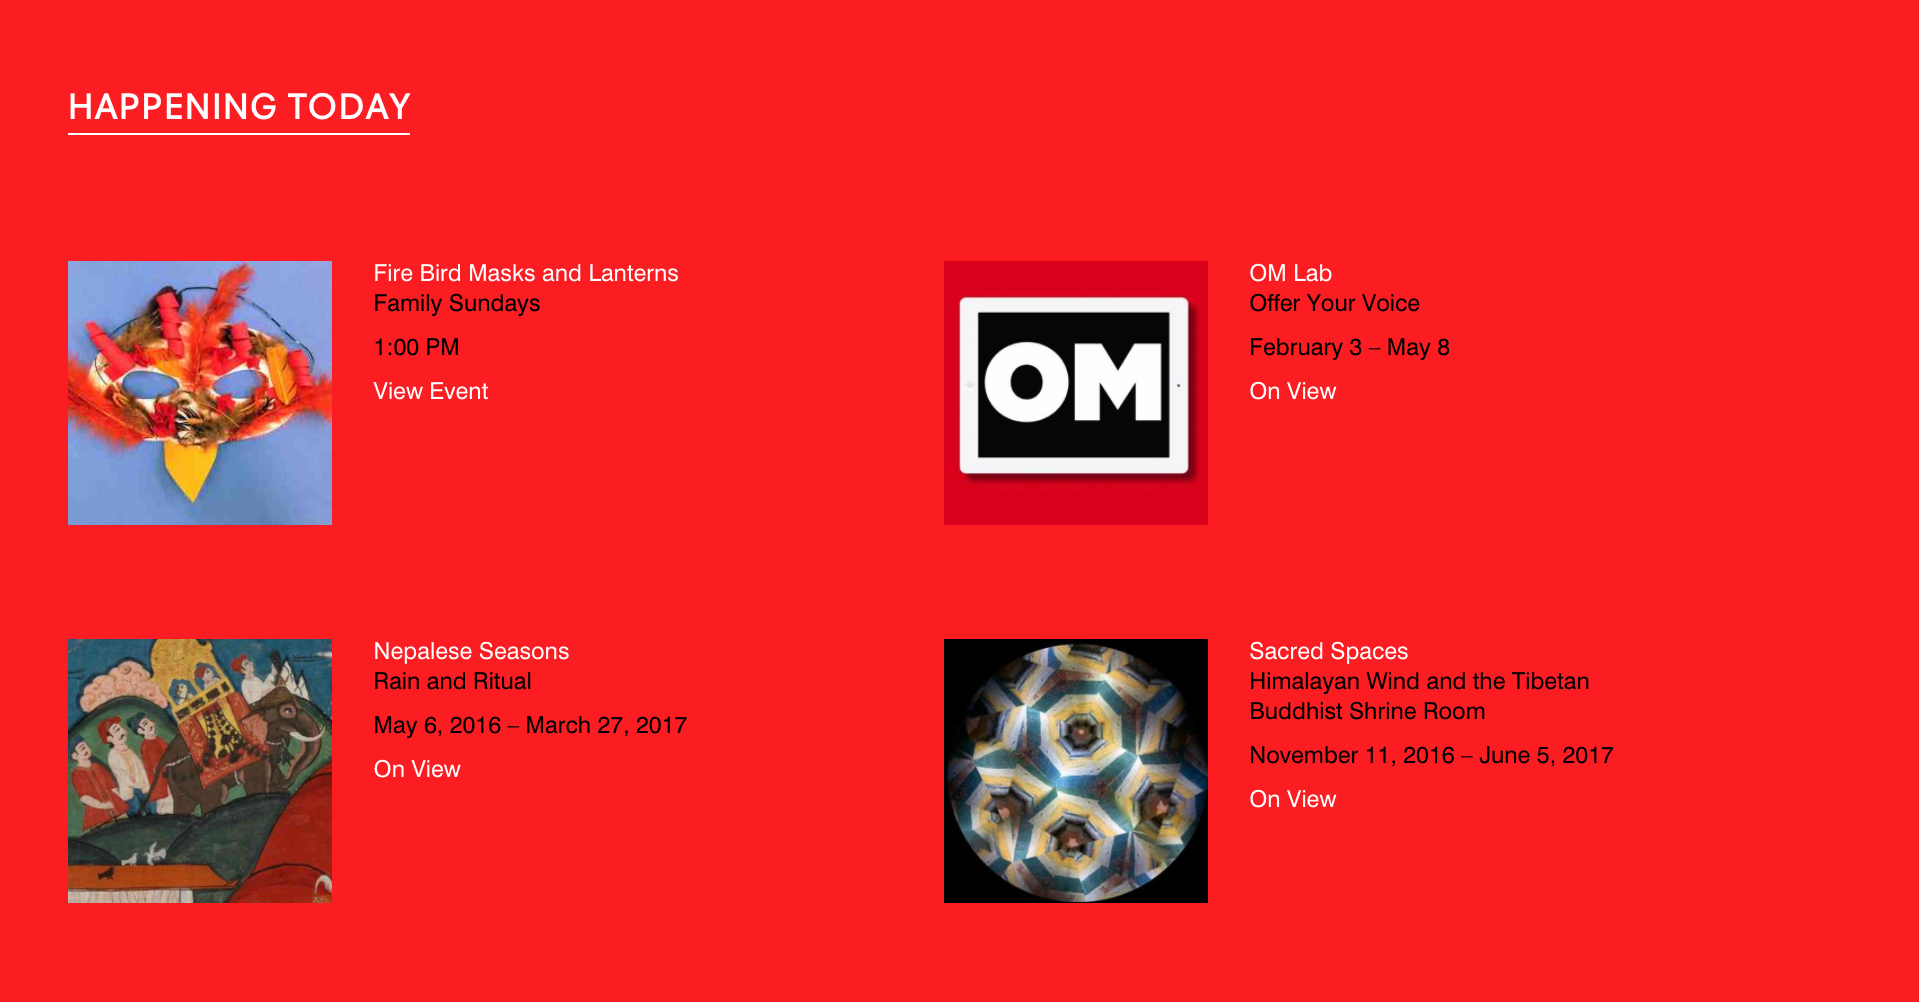 HAPPENING TODAY
Fire Bird Masks and Lanterns
Family Sundays
1:00 PM
View Event
OM
OM Lab
Offer Your Voice
February 3 – May 8
On View
Nepalese Seasons
Rain and Ritual
May 6, 2016 – March 27, 2017
On View
Sacred Spaces
Himalayan Wind and the Tibetan
Buddhist Shrine Room
November 11, 2016 – June 5, 2017
On View